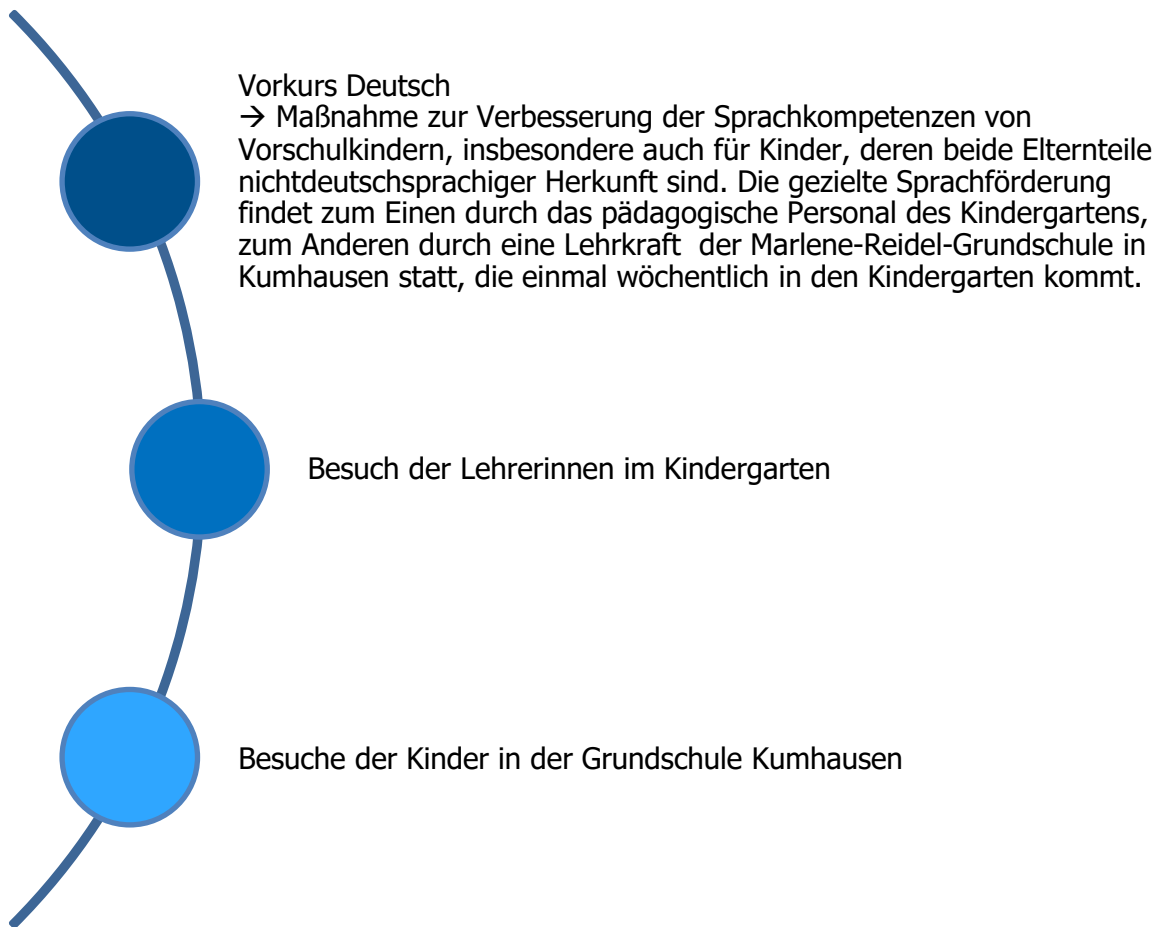 Vorkurs Deutsch
→ Maßnahme zur Verbesserung der Sprachkompetenzen von
Vorschulkindern, insbesondere auch für Kinder, deren beide Elternteile
nichtdeutschsprachiger Herkunft sind. Die gezielte Sprachförderung
findet zum Einen durch das pädagogische Personal des Kindergartens,
zum Anderen durch eine Lehrkraft  der Marlene-Reidel-Grundschule in
Kumhausen statt, die einmal wöchentlich in den Kindergarten kommt.
Besuch der Lehrerinnen im Kindergarten
Besuche der Kinder in der Grundschule Kumhausen